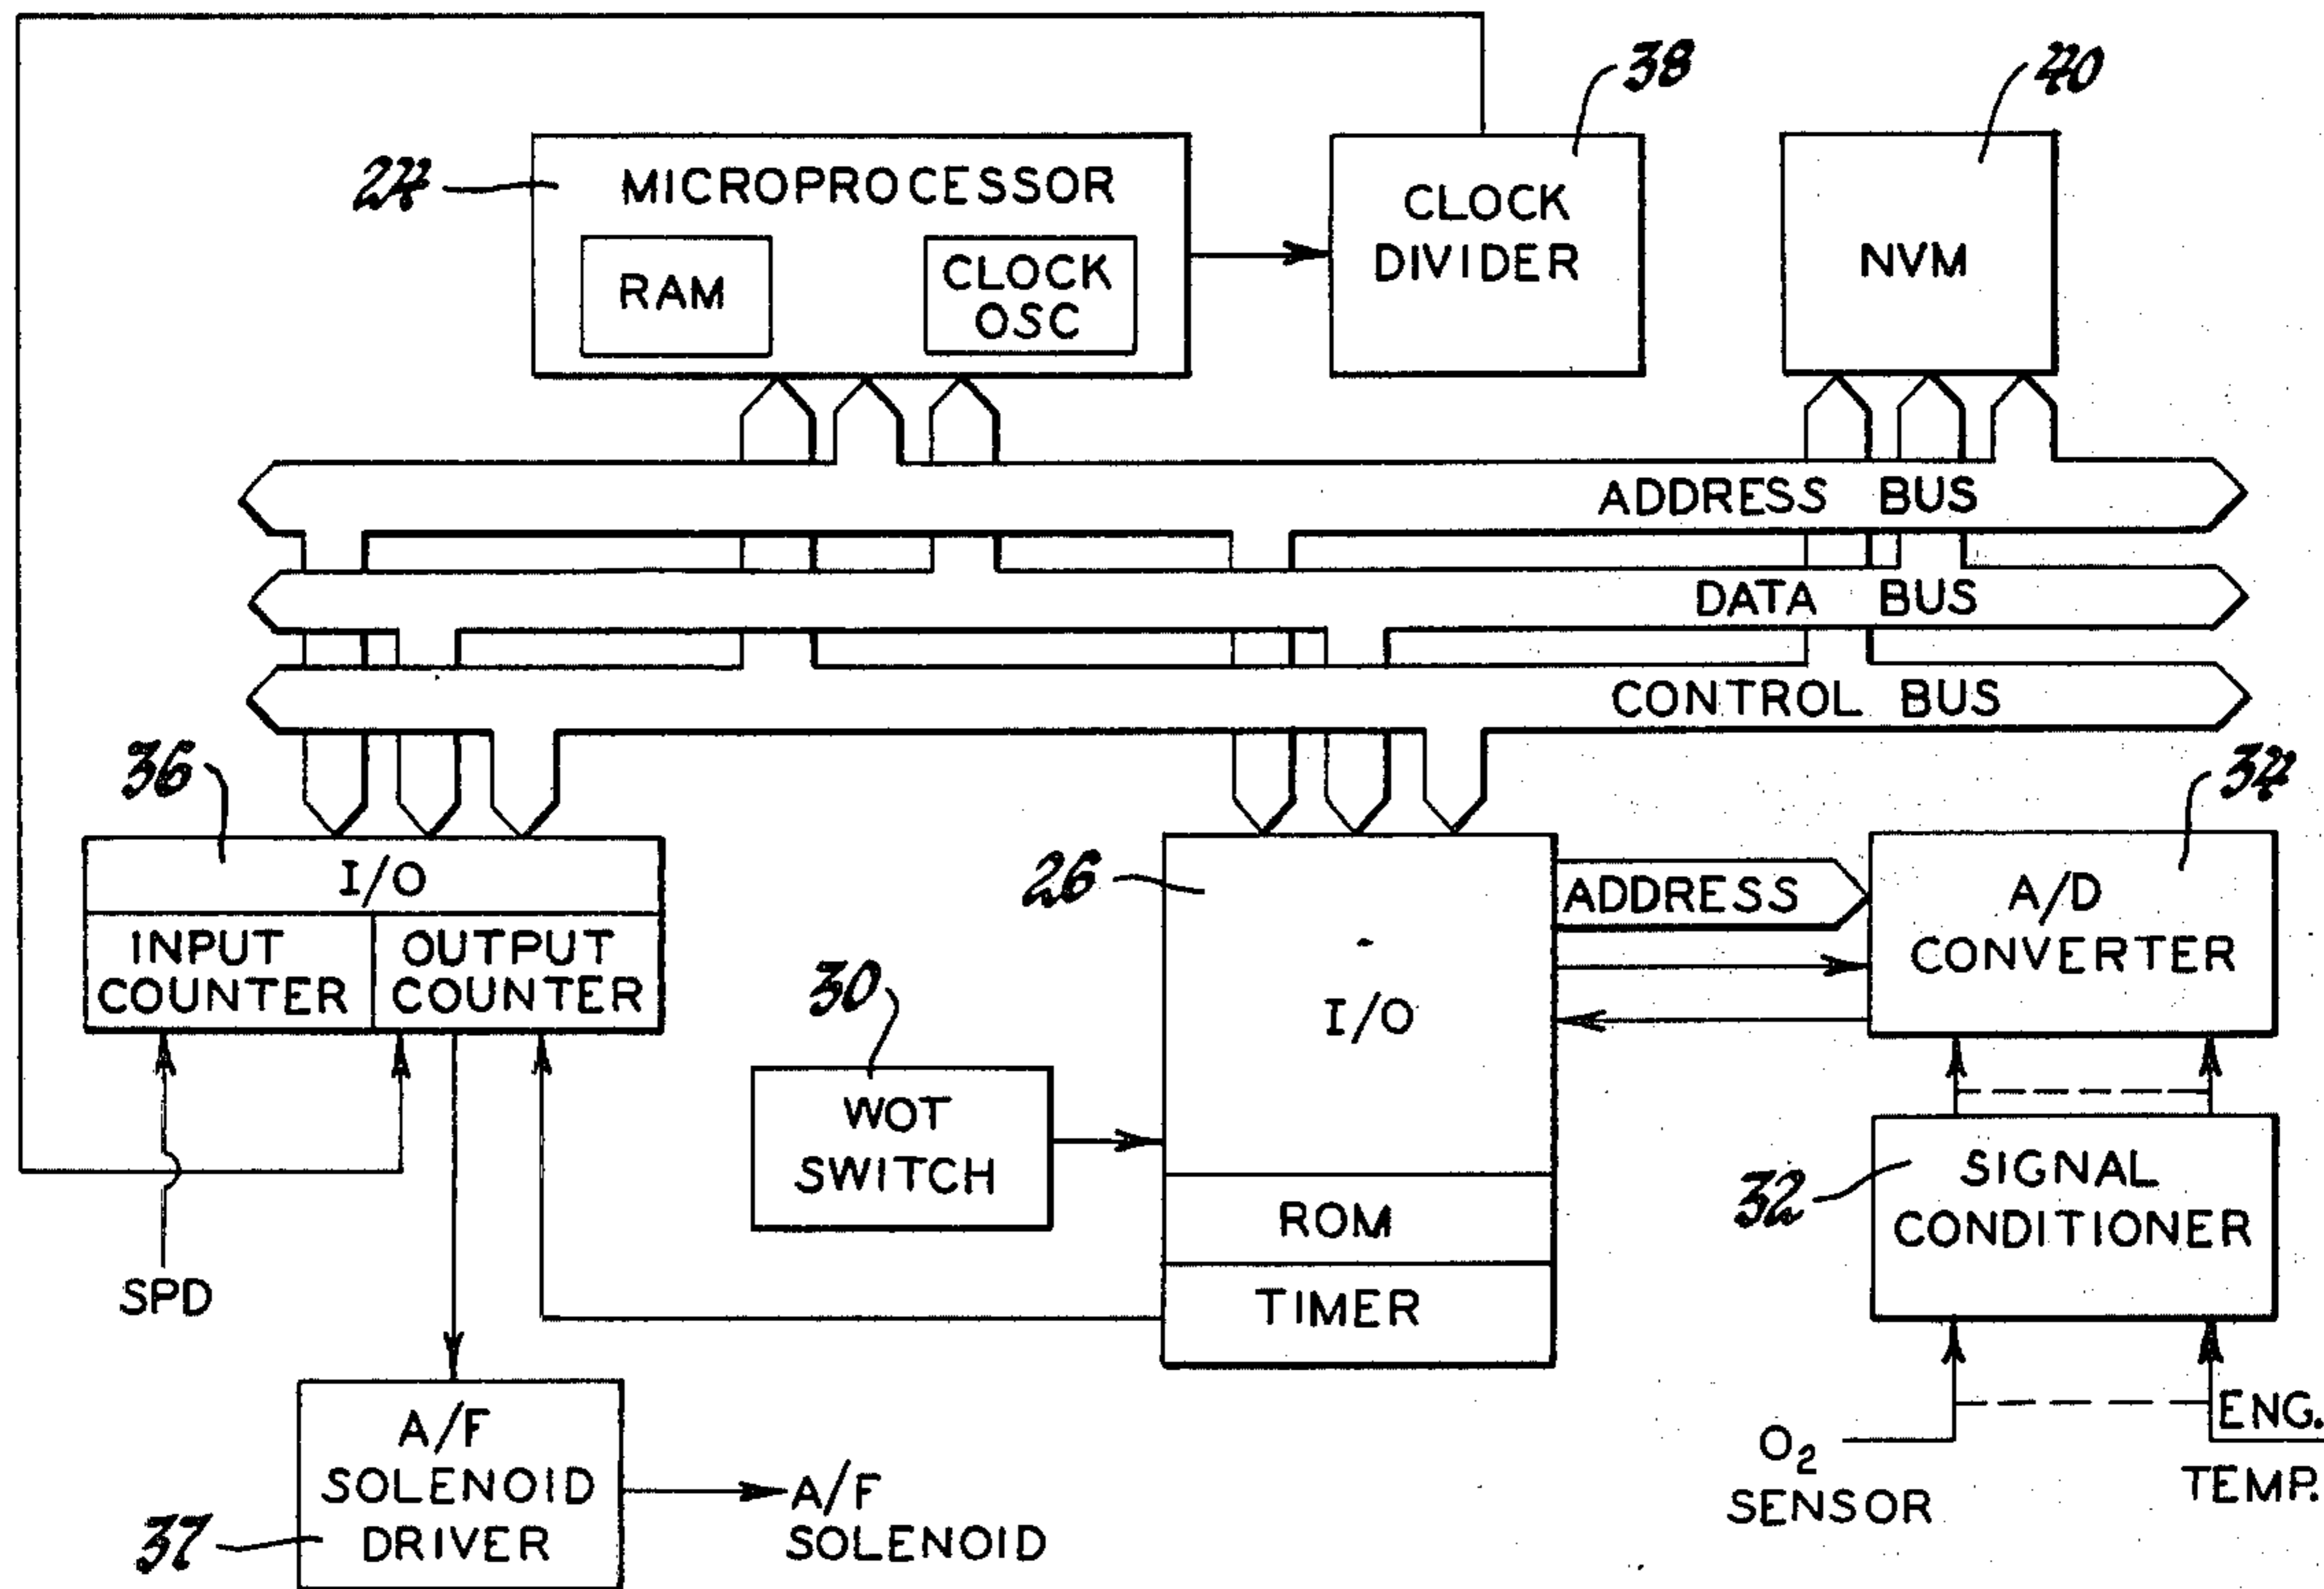 38
40
24
MICROPROCESSOR
RAM
CLOCK
OSC
CLOCK
DIVIDER
NVM
ADDRESS BUS
DATA BUS
CONTROL BUS
36
I/O
INPUT
COUNTER
OUTPUT
COUNTER
SPD
30
WOT
SWITCH
26
I/O
ROM
TIMER
ADDRESS
34
A/D
CONVERTER
32
SIGNAL
CONDITIONER
O2
SENSOR
ENG.
TEMP.
37
A/F
SOLENOID
DRIVER
A/F
SOLENOID